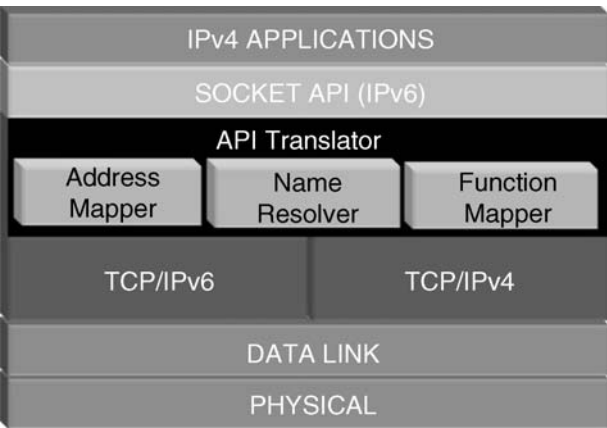 IPv4 APPLICATIONS
SOCKET API (IPv6)
API Translator
Address
Mapper
Name
Resolver
Function
Mapper
TCP/IPv6
TCP/IPv4
DATA LINK
PHYSICAL